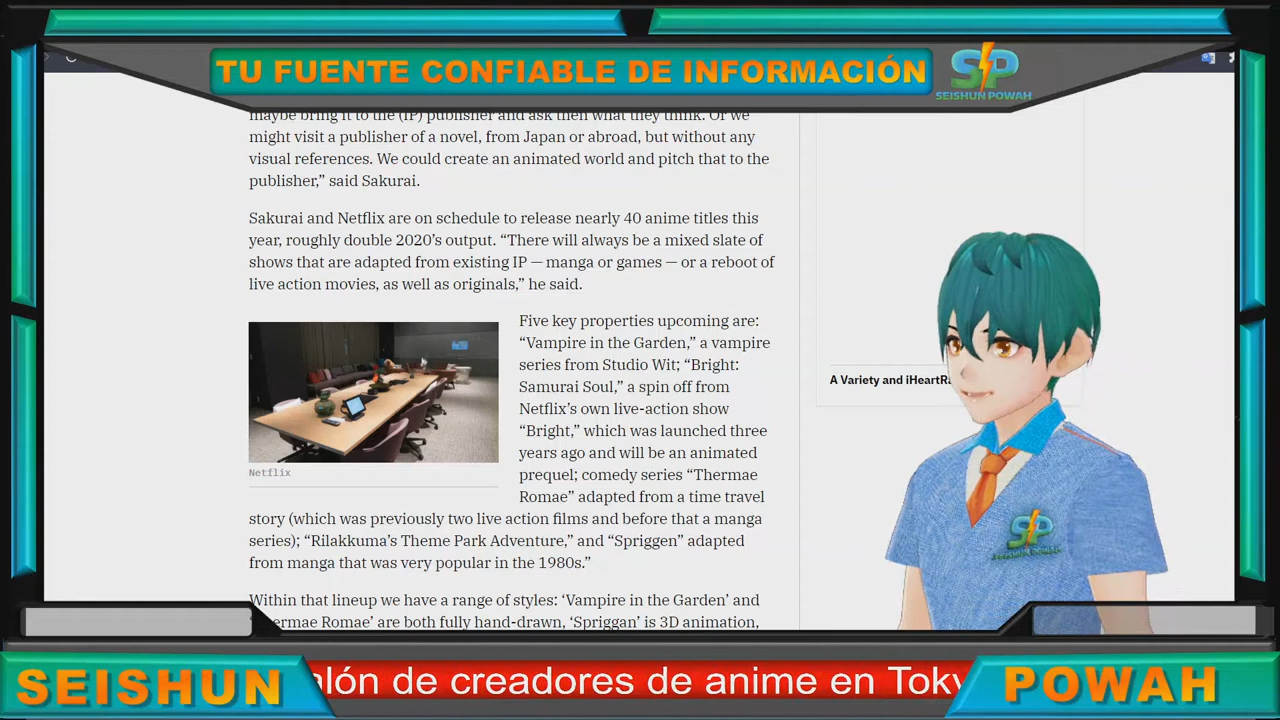 TU FUENTE CONFIABLE DE INFORMACIÓN
SP
SEISHUN POWAH
maybe bring it to the (IP) publisher and ask then what they think. Or we
might visit a publisher of a novel, from Japan or abroad, but without any
visual references. We could create an animated world and pitch that to the
publisher,” said Sakurai.
Sakurai and Netflix are on schedule to release nearly 40 anime titles this
year, roughly double 2020’s output. “There will always be a mixed slate of
shows that are adapted from existing IP — manga or games — or a reboot of
live action movies, as well as originals,” he said.
Five key properties upcoming are:
“Vampire in the Garden,” a vampire
series from Studio Wit; “Bright:
Samurai Soul,” a spin off from
Netflix’s own live-action show
“Bright,” which was launched three
years ago and will be an animated
prequel; comedy series “Thermae
Romae” adapted from a time travel
Netflix
story (which was previously two live action films and before that a manga
series); “Rilakkuma’s Theme Park Adventure,” and “Spriggen” adapted
from manga that was very popular in the 1980s.”
Within that lineup we have a range of styles: ‘Vampire in the Garden’ and
hermae Romae’ are both fully hand-drawn, ‘Spriggan’ is 3D animation,
A Variety and iHeartRa
SP
SEISHUN POWAH
SEISHUN
alón de creadores de anime en Toky
POWAH